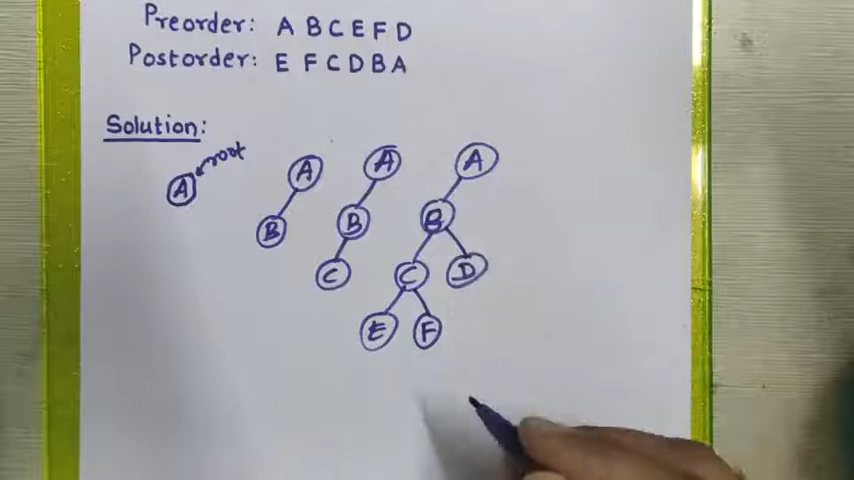 Preorder: A B C E F D
Postorder: E F C D B A
Solution:
A root
A
B
A
B
C
A
B
C D
E F